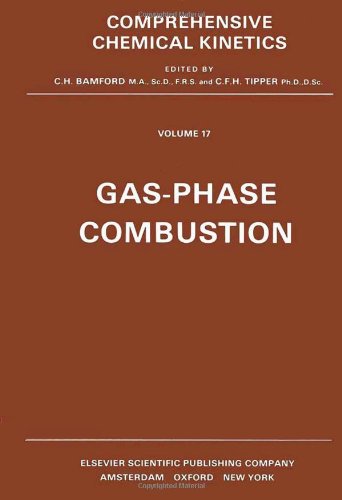 COMPREHENSIVE
CHEMICAL KINETICS
EDITED BY
C.H. BAMFORD M.A., Sc.D., F.R.S. and C.F.H. TIPPER Ph.D., D.Sc.
VOLUME 17
GAS-PHASE
COMBUSTION
ELSEVIER SCIENTIFIC PUBLISHING COMPANY
AMSTERDAM OXFORD NEW YORK